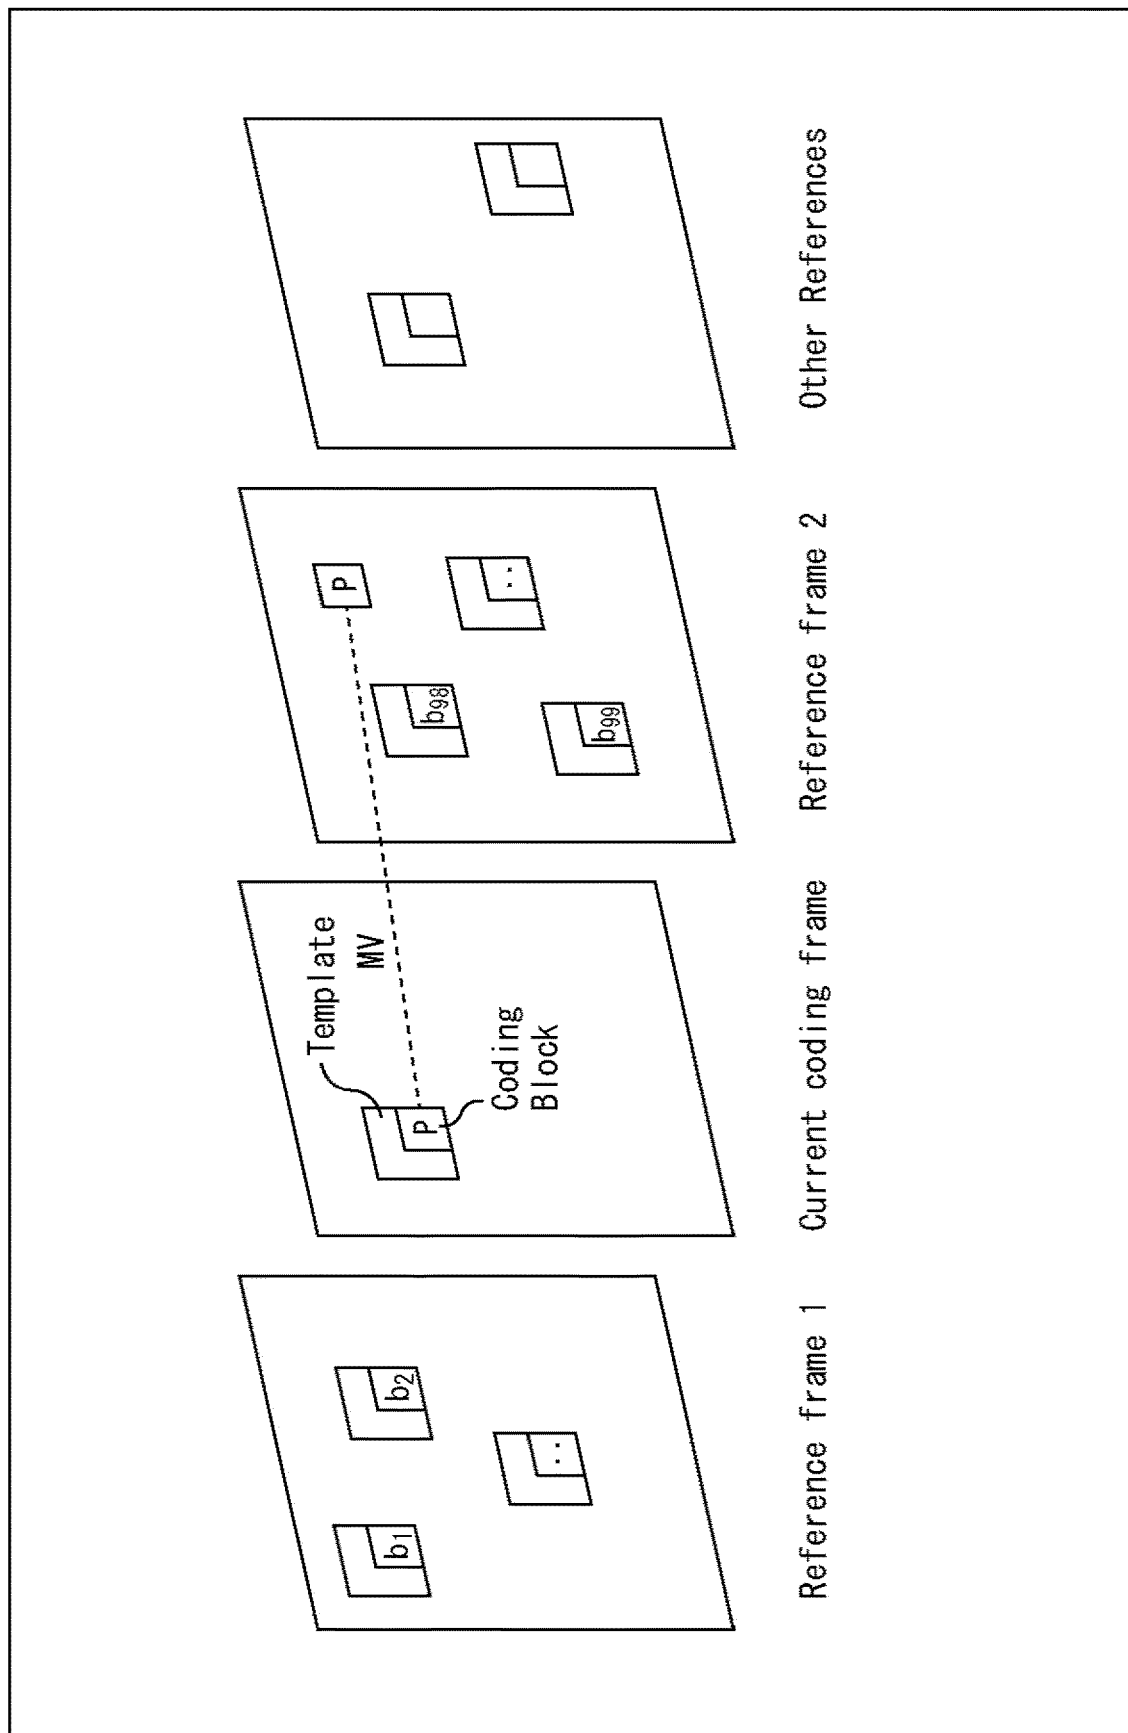 Template
MV
P
P
Coding
Block
b1
b2
..
b98
b99
..
Reference frame 1
Current coding frame
Reference frame 2
Other References